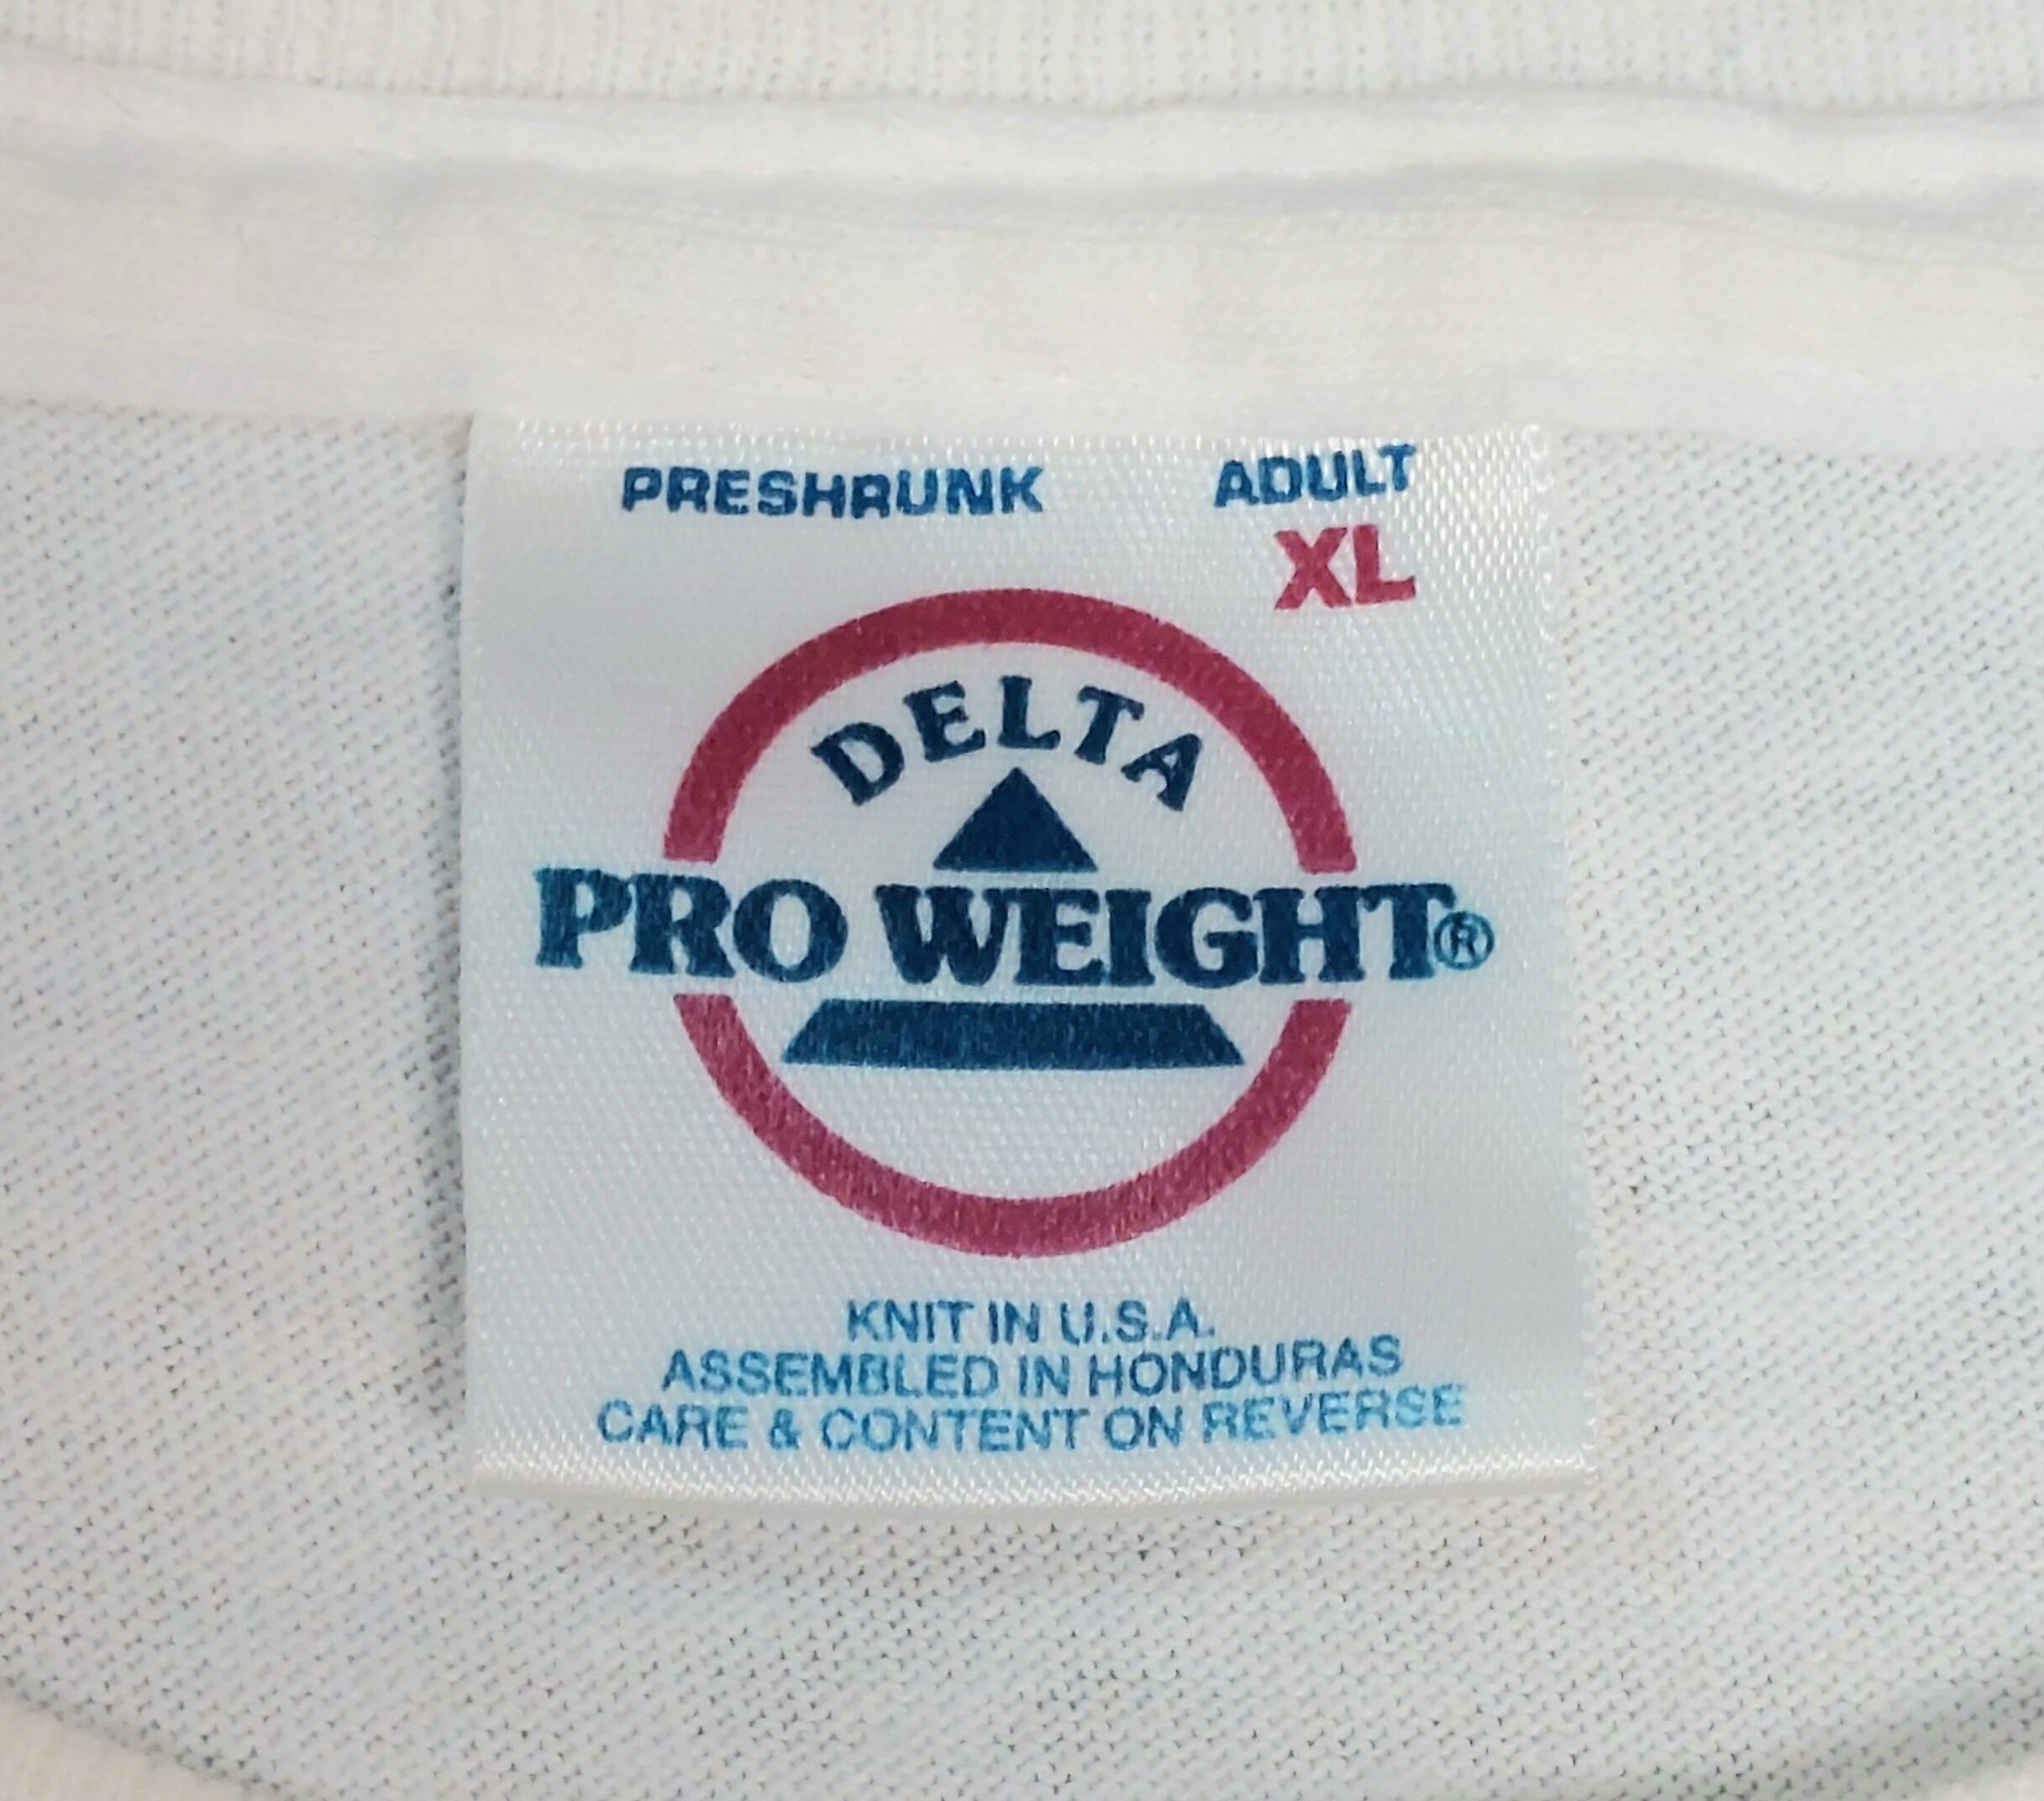 PRESHRUNK ADULT
XL
DELTA
PRO WEIGHT®
KNIT IN U.S.A.
ASSEMBLED IN HONDURAS
CARE & CONTENT ON REVERSE